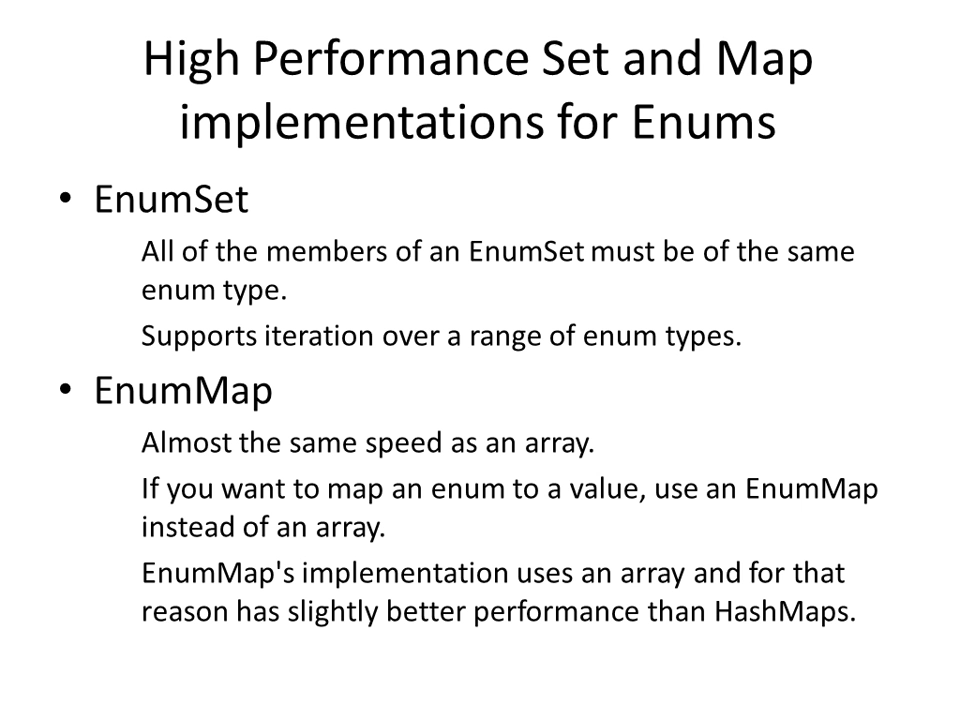 High Performance Set and Map
implementations for Enums
• EnumSet
All of the members of an EnumSet must be of the same
enum type.
Supports iteration over a range of enum types.
• EnumMap
Almost the same speed as an array.
If you want to map an enum to a value, use an EnumMap
instead of an array.
EnumMap's implementation uses an array and for that
reason has slightly better performance than HashMaps.